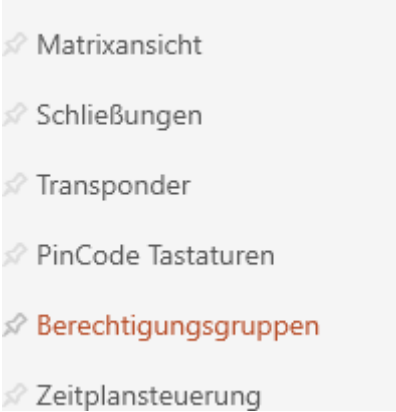 Matrixansicht
Schließungen
Transponder
PinCode Tastaturen
Berechtigungsgruppen
Zeitplansteuerung